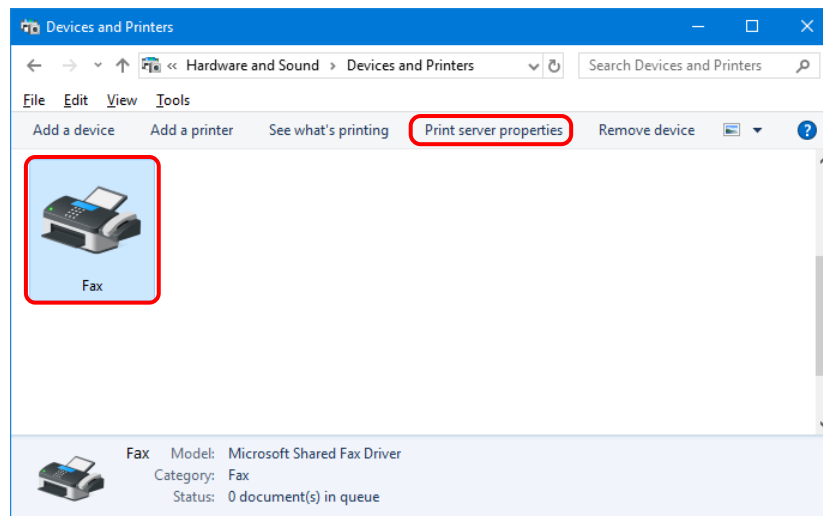 Devices and Printers
« Hardware and Sound > Devices and Printers Search Devices and Printers
File Edit View Tools
Add a device Add a printer See what's printing Print server properties Remove device ?
Fax
Fax Model: Microsoft Shared Fax Driver
Category: Fax
Status: 0 document(s) in queue